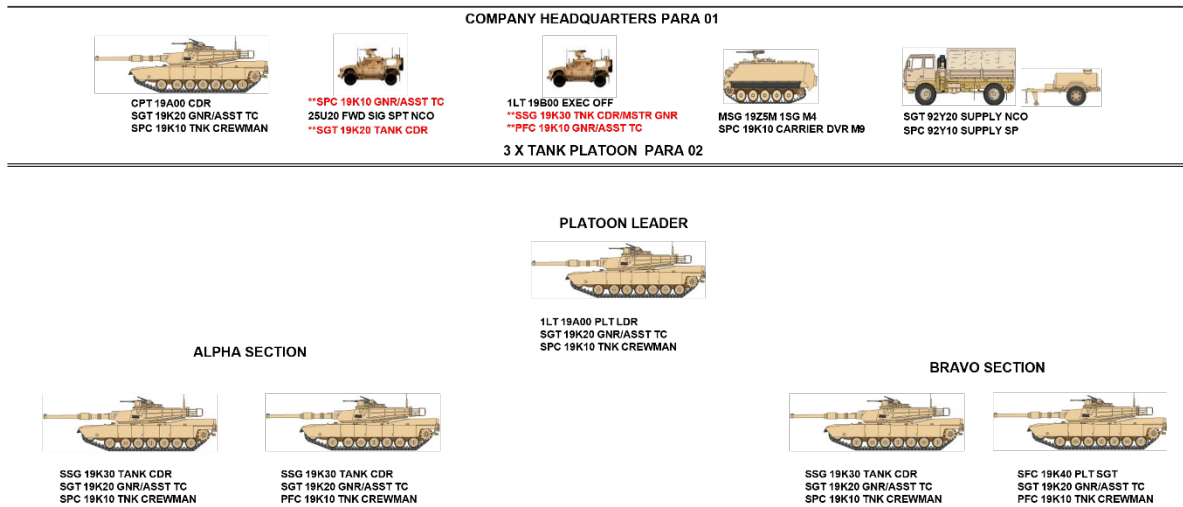 COMPANY HEADQUARTERS PARA 01
CPT 19A00 CDR
SGT 19K20 GNR/ASST TC
SPC 19K10 TNK CREWMAN
**SPC 19K10 GNR/ASST TC
25U20 FWD SIG SPT NCO
**SGT 19K20 TANK CDR
1LT 19B00 EXEC OFF
**SSG 19K30 TNK CDR/MSTR GNR
**PFC 19K10 GNR/ASST TC
MSG 19Z5M 1SG M4
SPC 19K10 CARRIER DVR M9
SGT 92Y20 SUPPLY NCO
SPC 92Y10 SUPPLY SP
3 X TANK PLATOON PARA 02
PLATOON LEADER
1LT 19A00 PLT LDR
SGT 19K20 GNR/ASST TC
SPC 19K10 TNK CREWMAN
ALPHA SECTION
SSG 19K30 TANK CDR
SGT 19K20 GNR/ASST TC
SPC 19K10 TNK CREWMAN
SSG 19K30 TANK CDR
SGT 19K20 GNR/ASST TC
PFC 19K10 TNK CREWMAN
BRAVO SECTION
SSG 19K30 TANK CDR
SGT 19K20 GNR/ASST TC
SPC 19K10 TNK CREWMAN
SFC 19K40 PLT SGT
SGT 19K20 GNR/ASST TC
PFC 19K10 TNK CREWMAN